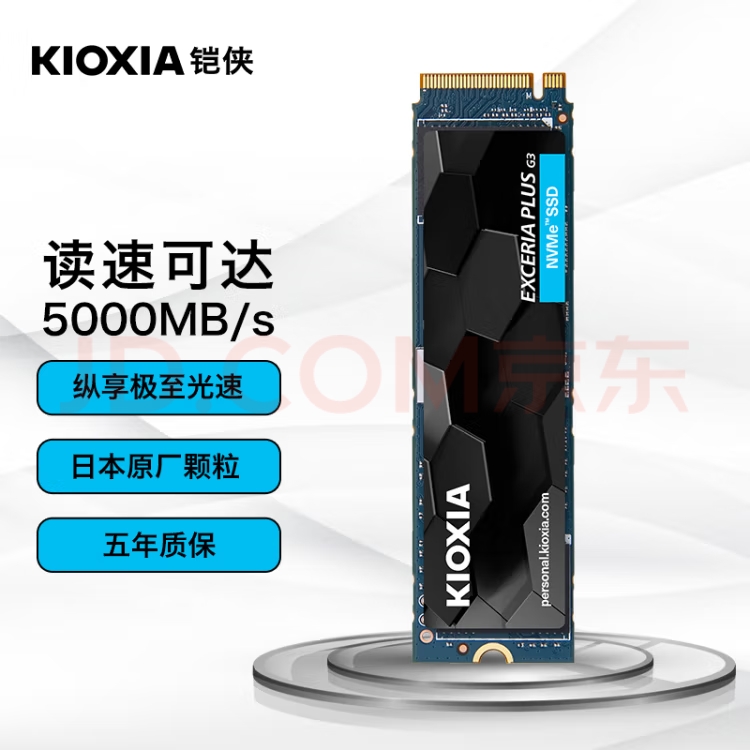 KIOXIA 铠侠
读速可达
5000MB/s
纵享极至光速
日本原厂颗粒
五年质保
EXCERIA PLUS G3
NVMe™ SSD
KIOXIA
personal.kioxia.com
JD.COM京东